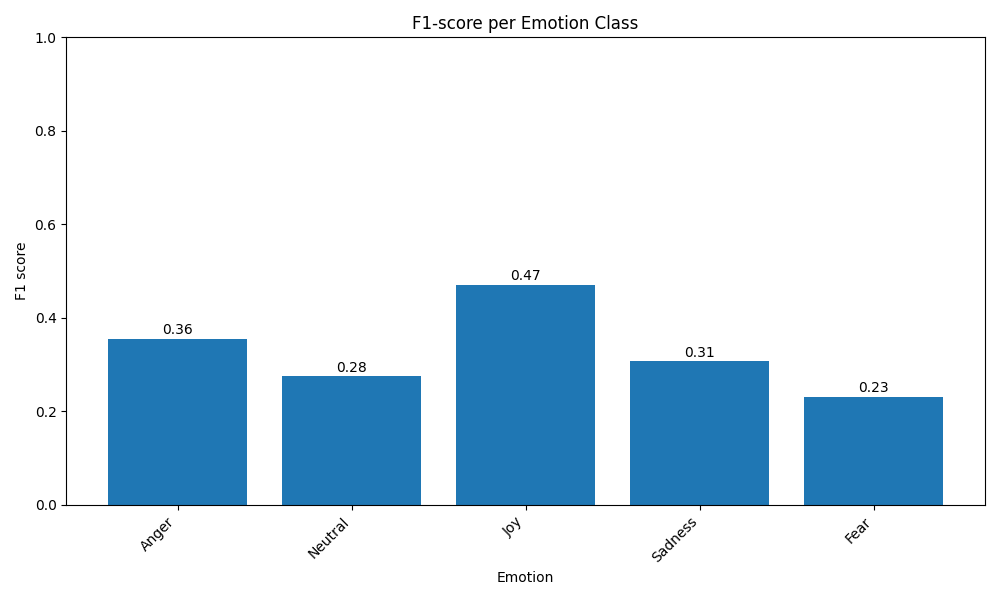 F1-score per Emotion Class
1.0
0.8
0.6
0.4
0.2
0.0
F1 score
0.36
0.28
0.47
0.31
0.23
Anger
Neutral
Joy
Sadness
Fear
Emotion